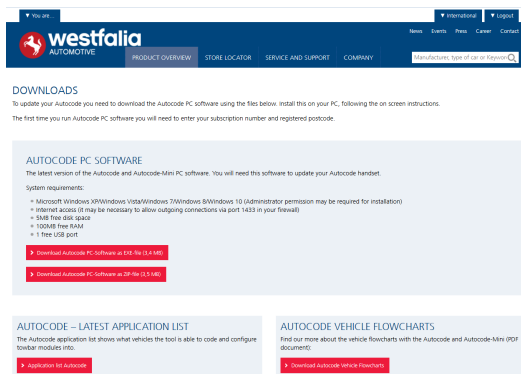 ▼ You are...
▼ International
▼ Logout
News Events Press Career Contact
westfalia
AUTOMOTIVE
PRODUCT OVERVIEW STORE LOCATOR SERVICE AND SUPPORT COMPANY
Manufacturer, type of car or Keyword
DOWNLOADS
To update your Autocode you need to download the Autocode PC software using the files below. Install this on your PC, following the on screen instructions.
The first time you run Autocode PC software you will need to enter your subscription number and registered postcode.
AUTOCODE PC SOFTWARE
The latest version of the Autocode and Autocode-Mini PC software. You will need this software to update your Autocode handset.
System requirements:
Microsoft Windows XP/Windows Vista/Windows 7/Windows 8/Windows 10 (Administrator permission may be required for installation)
Internet access (it may be necessary to allow outgoing connections via port 1433 in your firewall)
5MB free disk space
100MB free RAM
1 free USB port
Download Autocode PC-Software as EXE-file (3,4 MB)
Download Autocode PC-Software as ZIP-file (3,5 MB)
AUTOCODE – LATEST APPLICATION LIST
The Autocode application list shows what vehicles the tool is able to code and configure
towbar modules into.
Application list Autocode
AUTOCODE VEHICLE FLOWCHARTS
Find our more about the vehicle flowcharts with the Autocode and Autocode-Mini (PDF
document):
Download Autocode Vehicle Flowcharts